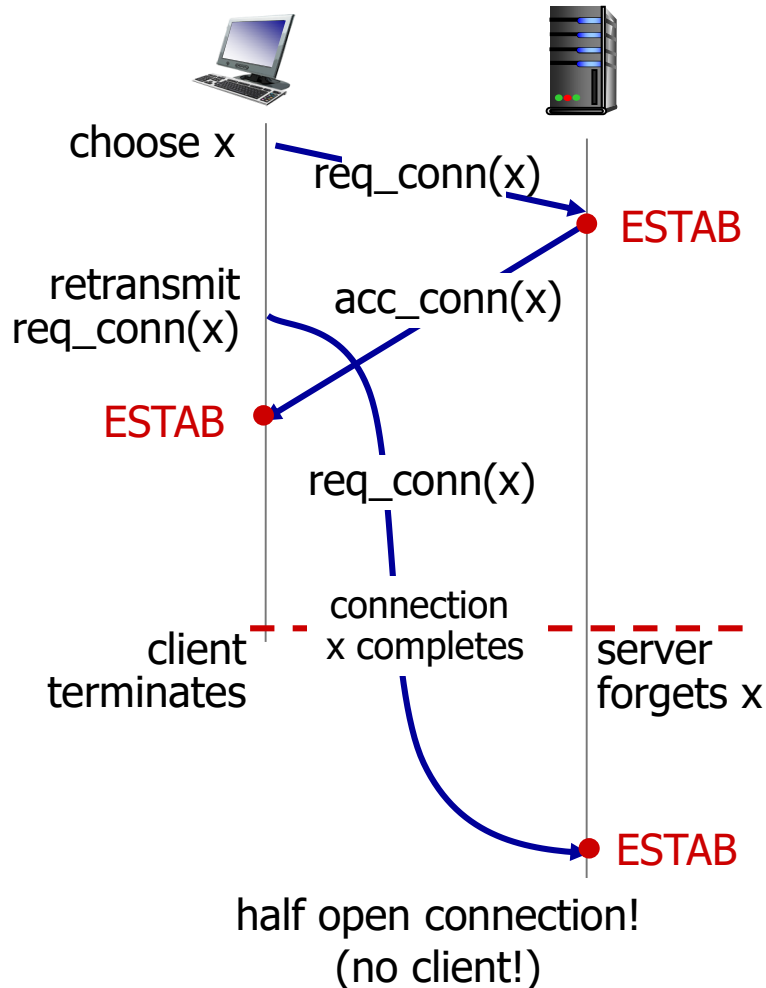 choose x
req_conn(x)
ESTAB
retransmit
req_conn(x)
acc_conn(x)
ESTAB
req_conn(x)
connection
x completes
client
terminates
server
forgets x
ESTAB
half open connection!
(no client!)